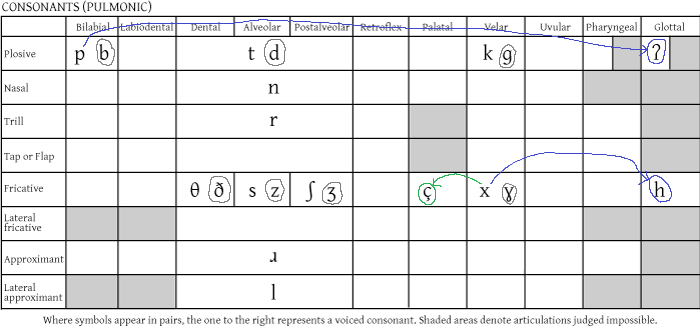 CONSONANTS (PULMONIC)
Bilabial Labiodental Dental Alveolar Postalveolar Retroflex Palatal Velar Uvular Pharyngeal Glottal
Plosive p b t d k ɡ ʔ
Nasal n
Trill r
Tap or Flap
Fricative θ ð s z ʃ ʒ ç x ɣ h
Lateral
fricative
Approximant ɹ
Lateral
approximant l
Where symbols appear in pairs, the one to the right represents a voiced consonant. Shaded areas denote articulations judged impossible.